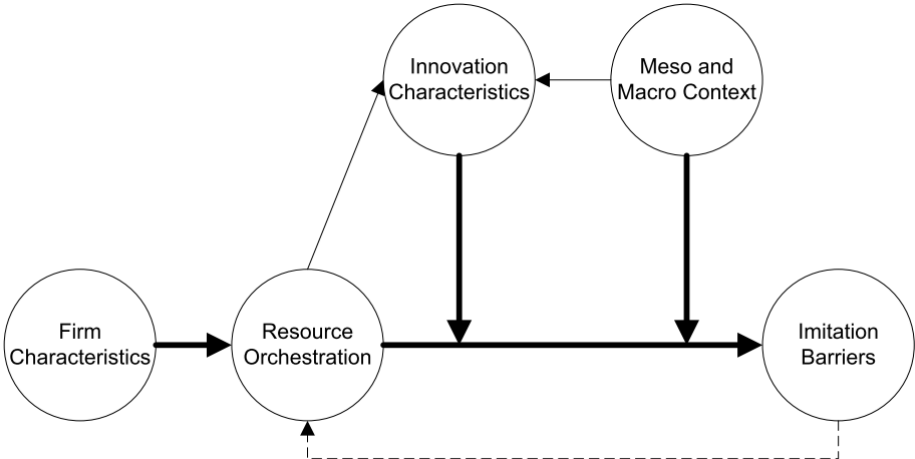 Innovation
Characteristics
Meso and
Macro Context
Firm
Characteristics
Resource
Orchestration
Imitation
Barriers